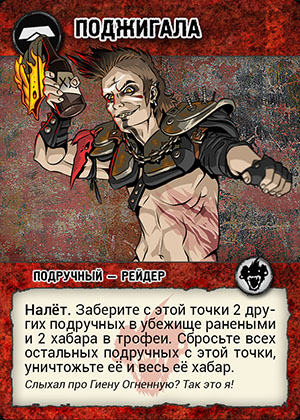 ПОДЖИГАЛА
ПОДРУЧНЫЙ – РЕЙДЕР
Налёт. Заберите с этой точки 2 дру-
гих подручных в убежище ранеными
и 2 хабара в трофеи. Сбросьте всех
остальных подручных с этой точки,
уничтожьте её и весь её хабар.
Слыхал про Гиену Огненную? Так это я!